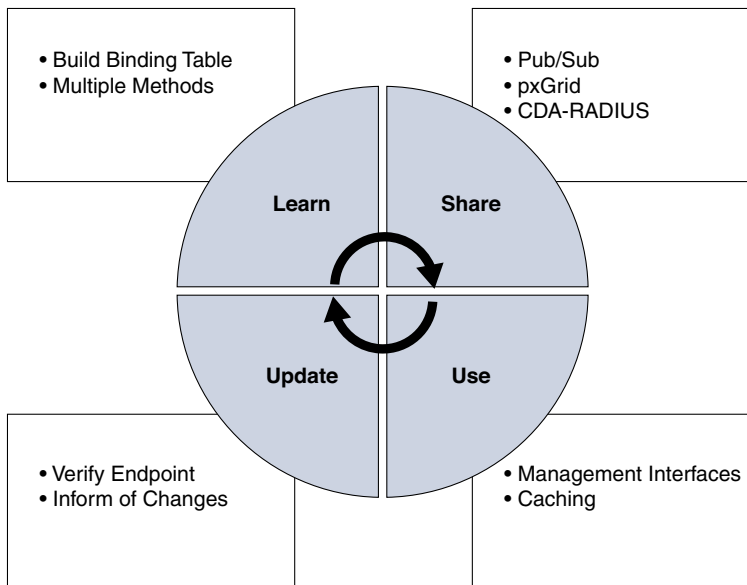 • Build Binding Table
• Multiple Methods
• Pub/Sub
• pxGrid
• CDA-RADIUS
Learn
Share
Update
Use
• Verify Endpoint
• Inform of Changes
• Management Interfaces
• Caching